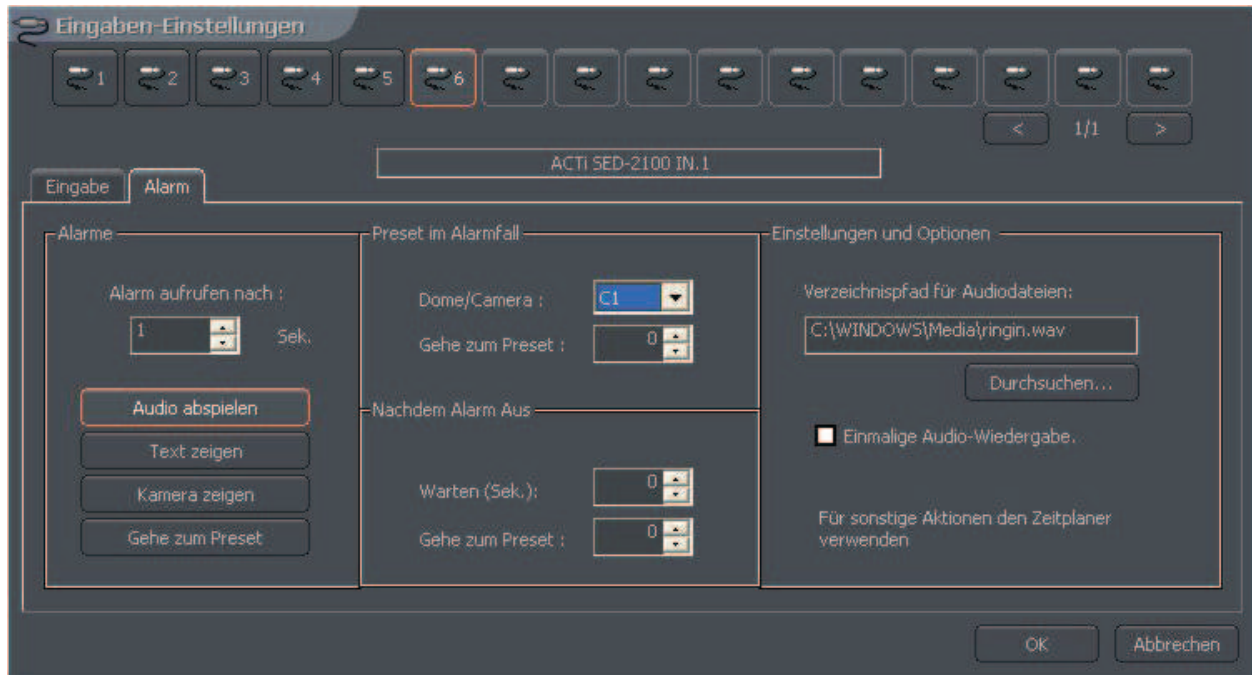 Eingaben-Einstellungen
1 2 3 4 5 6
< 1/1 >
ACTi SED-2100 IN.1
Eingabe Alarm
Alarme
Alarm aufrufen nach :
1 Sek.
Audio abspielen
Text zeigen
Kamera zeigen
Gehe zum Preset
Preset im Alarmfall
Dome/Camera : C1
Gehe zum Preset : 0
Nachdem Alarm Aus
Warten (Sek.): 0
Gehe zum Preset : 0
Einstellungen und Optionen
Verzeichnispfad für Audiodateien:
C:\WINDOWS\Media\ringin.wav
Durchsuchen...
Einmalige Audio-Wiedergabe.
Für sonstige Aktionen den Zeitplaner
verwenden
OK Abbrechen